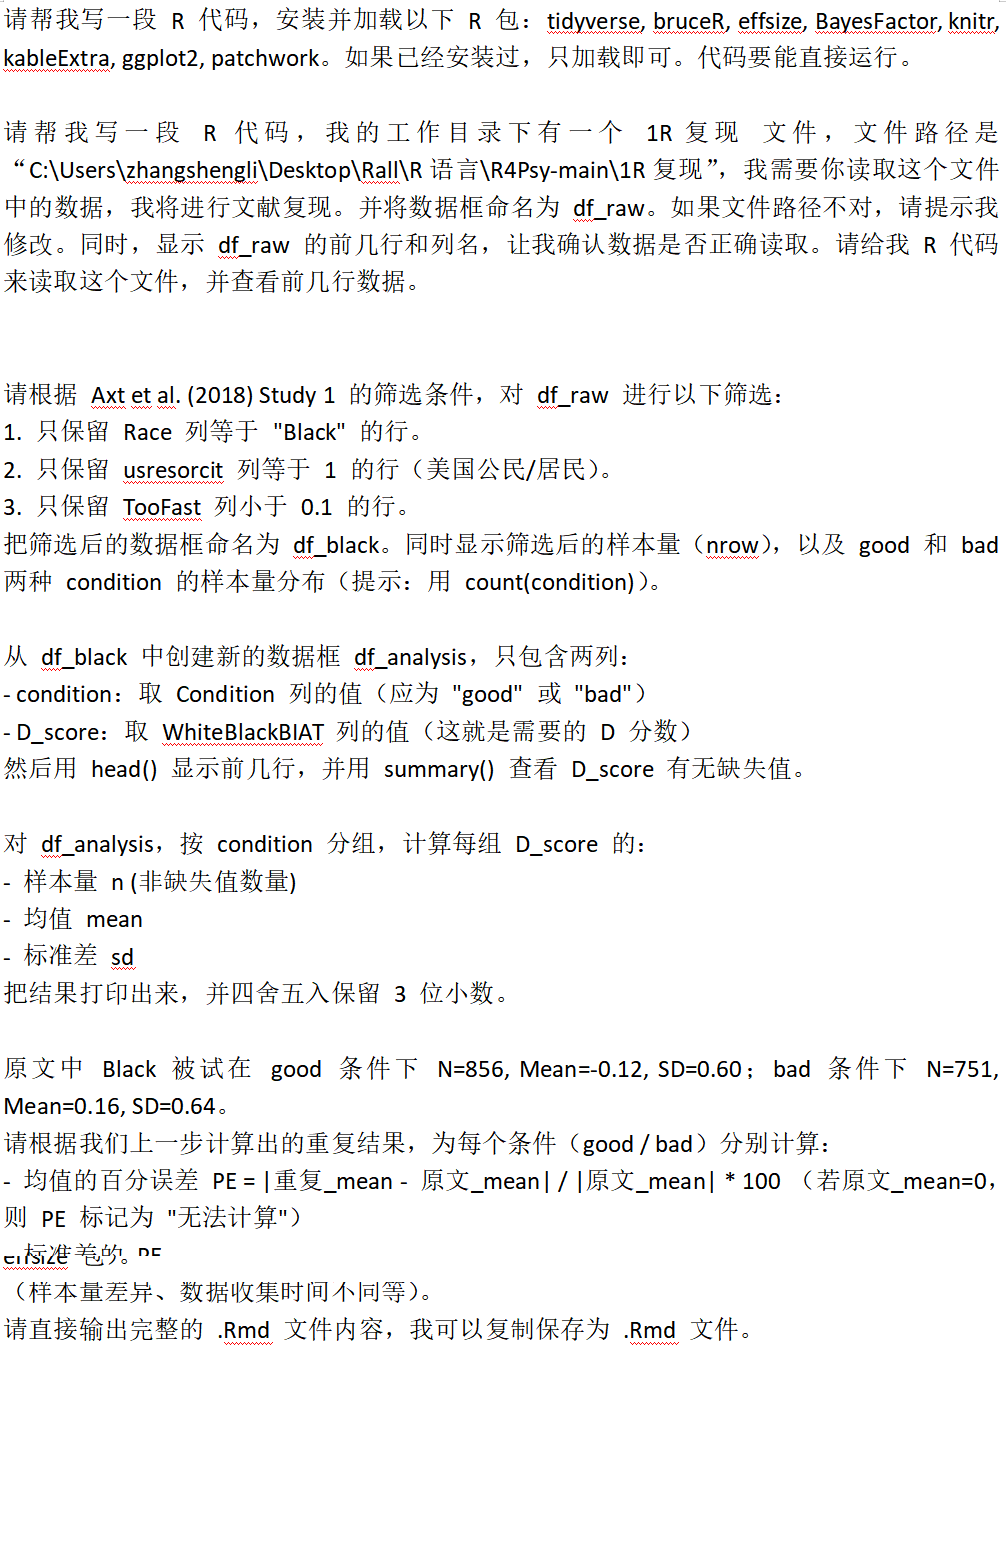 请帮我写一段 R 代码，安装并加载以下 R 包：tidyverse, bruceR, effsize, BayesFactor, knitr,
kableExtra, ggplot2, patchwork。如果已经安装过，只加载即可。代码要能直接运行。
请帮我写一段 R 代码，我的工作目录下有一个 1R 复现 文件，文件路径是
“C:\Users\zhangshengli\Desktop\Rall\R 语言\R4Psy-main\1R 复现”，我需要你读取这个文件
中的数据，我将进行文献复现。并将数据框命名为 df_raw。如果文件路径不对，请提示我
修改。同时，显示 df_raw 的前几行和列名，让我确认数据是否正确读取。请给我 R 代码
来读取这个文件，并查看前几行数据。
请根据 Axt et al. (2018) Study 1 的筛选条件，对 df_raw 进行以下筛选：
1. 只保留 Race 列等于 "Black" 的行。
2. 只保留 usresorcit 列等于 1 的行（美国公民/居民）。
3. 只保留 TooFast 列小于 0.1 的行。
把筛选后的数据框命名为 df_black。同时显示筛选后的样本量（nrow），以及 good 和 bad
两种 condition 的样本量分布（提示：用 count(condition)）。
从 df_black 中创建新的数据框 df_analysis，只包含两列：
- condition：取 Condition 列的值（应为 "good" 或 "bad"）
- D_score：取 WhiteBlackBIAT 列的值（这就是需要的 D 分数）
然后用 head() 显示前几行，并用 summary() 查看 D_score 有无缺失值。
对 df_analysis，按 condition 分组，计算每组 D_score 的：
- 样本量 n (非缺失值数量)
- 均值 mean
- 标准差 sd
把结果打印出来，并四舍五入保留 3 位小数。
原文中 Black 被试在 good 条件下 N=856, Mean=-0.12, SD=0.60；bad 条件下 N=751,
Mean=0.16, SD=0.64。
请根据我们上一步计算出的重复结果，为每个条件（good / bad）分别计算：
- 均值的百分误差 PE = |重复_mean - 原文_mean| / |原文_mean| * 100 （若原文_mean=0，
则 PE 标记为 "无法计算"）
（样本量差异、数据收集时间不同等）。
请直接输出完整的 .Rmd 文件内容，我可以复制保存为 .Rmd 文件。